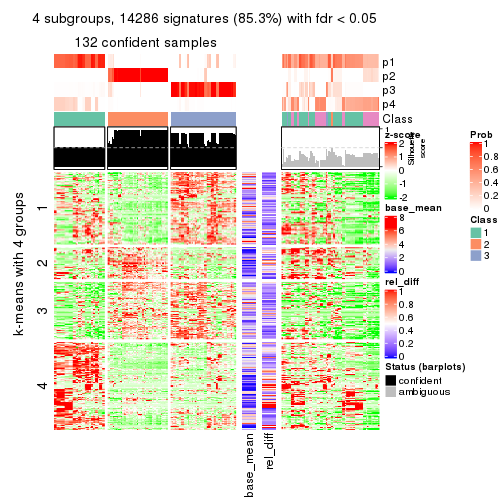 4 subgroups, 14286 signatures (85.3%) with fdr < 0.05
132 confident samples
p1
p2
p3
p4
Class
z-score
2
1
0
-1
-2
Silhouette
score
1
0
Prob
1
0.8
0.6
0.4
0.2
0
base_mean
8
6
4
2
0
Class
1
2
3
rel_diff
1
0.8
0.6
0.4
0.2
0
Status (barplots)
confident
ambiguous
k-means with 4 groups
1
2
3
4
base_mean
rel_diff